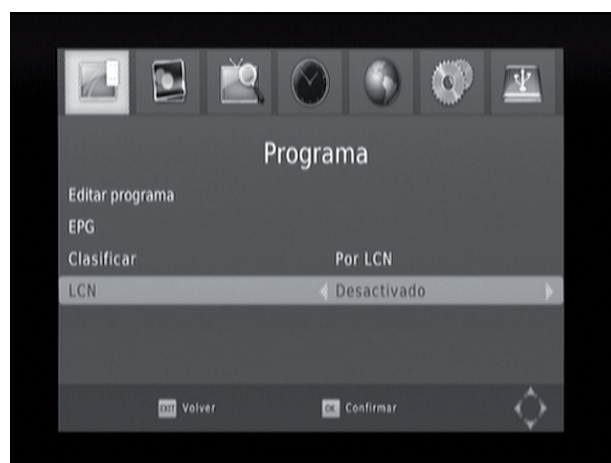 Programa
Editar programa
EPG
Clasificar Por LCN
LCN Desactivado
EXIT Volver OK Confirmar